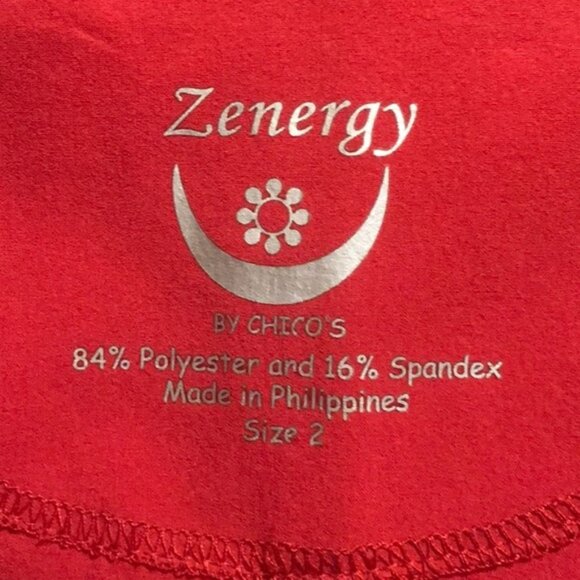 Zenergy
BY CHICO'S
84% Polyester and 16% Spandex
Made in Philippines
Size 2